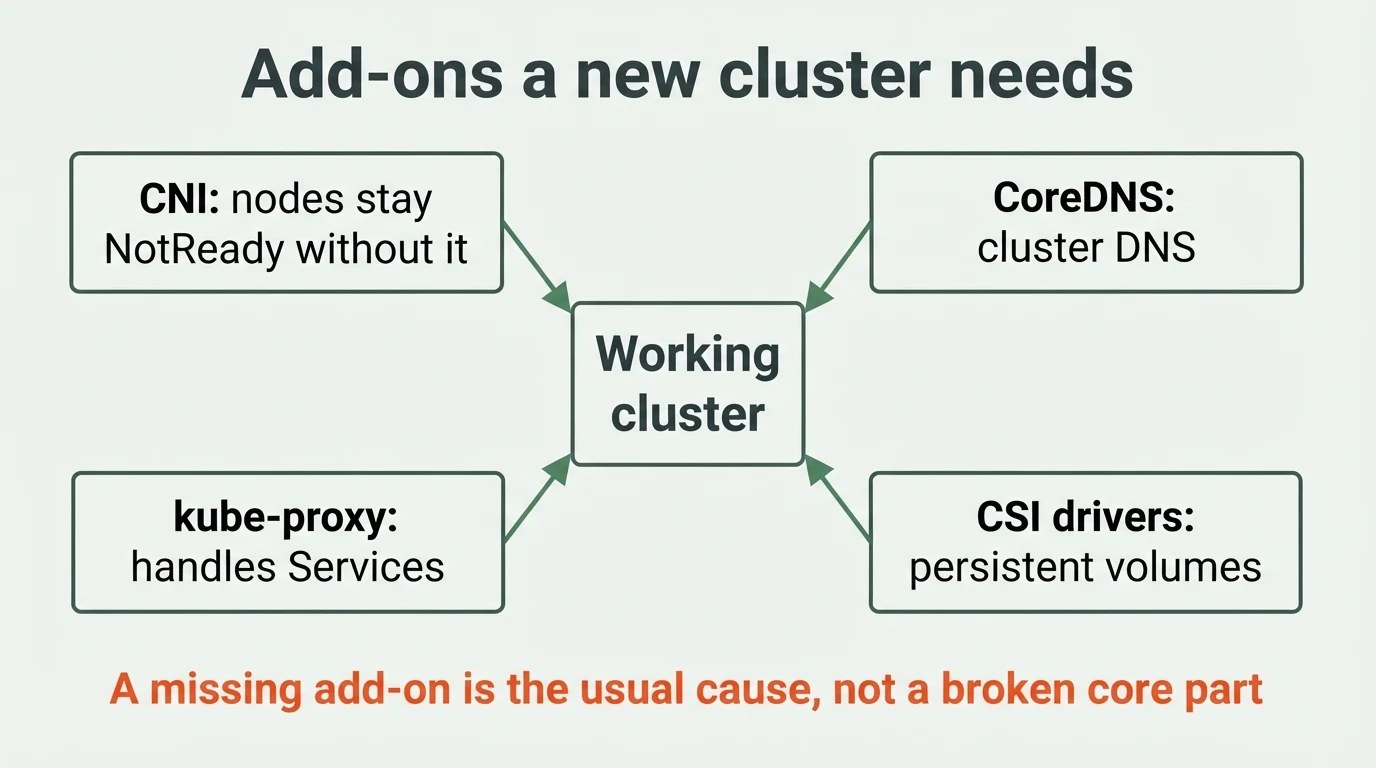 Add-ons a new cluster needs
CNI: nodes stay
NotReady without it
CoreDNS:
cluster DNS
Working
cluster
kube-proxy:
handles Services
CSI drivers:
persistent volumes
A missing add-on is the usual cause, not a broken core part